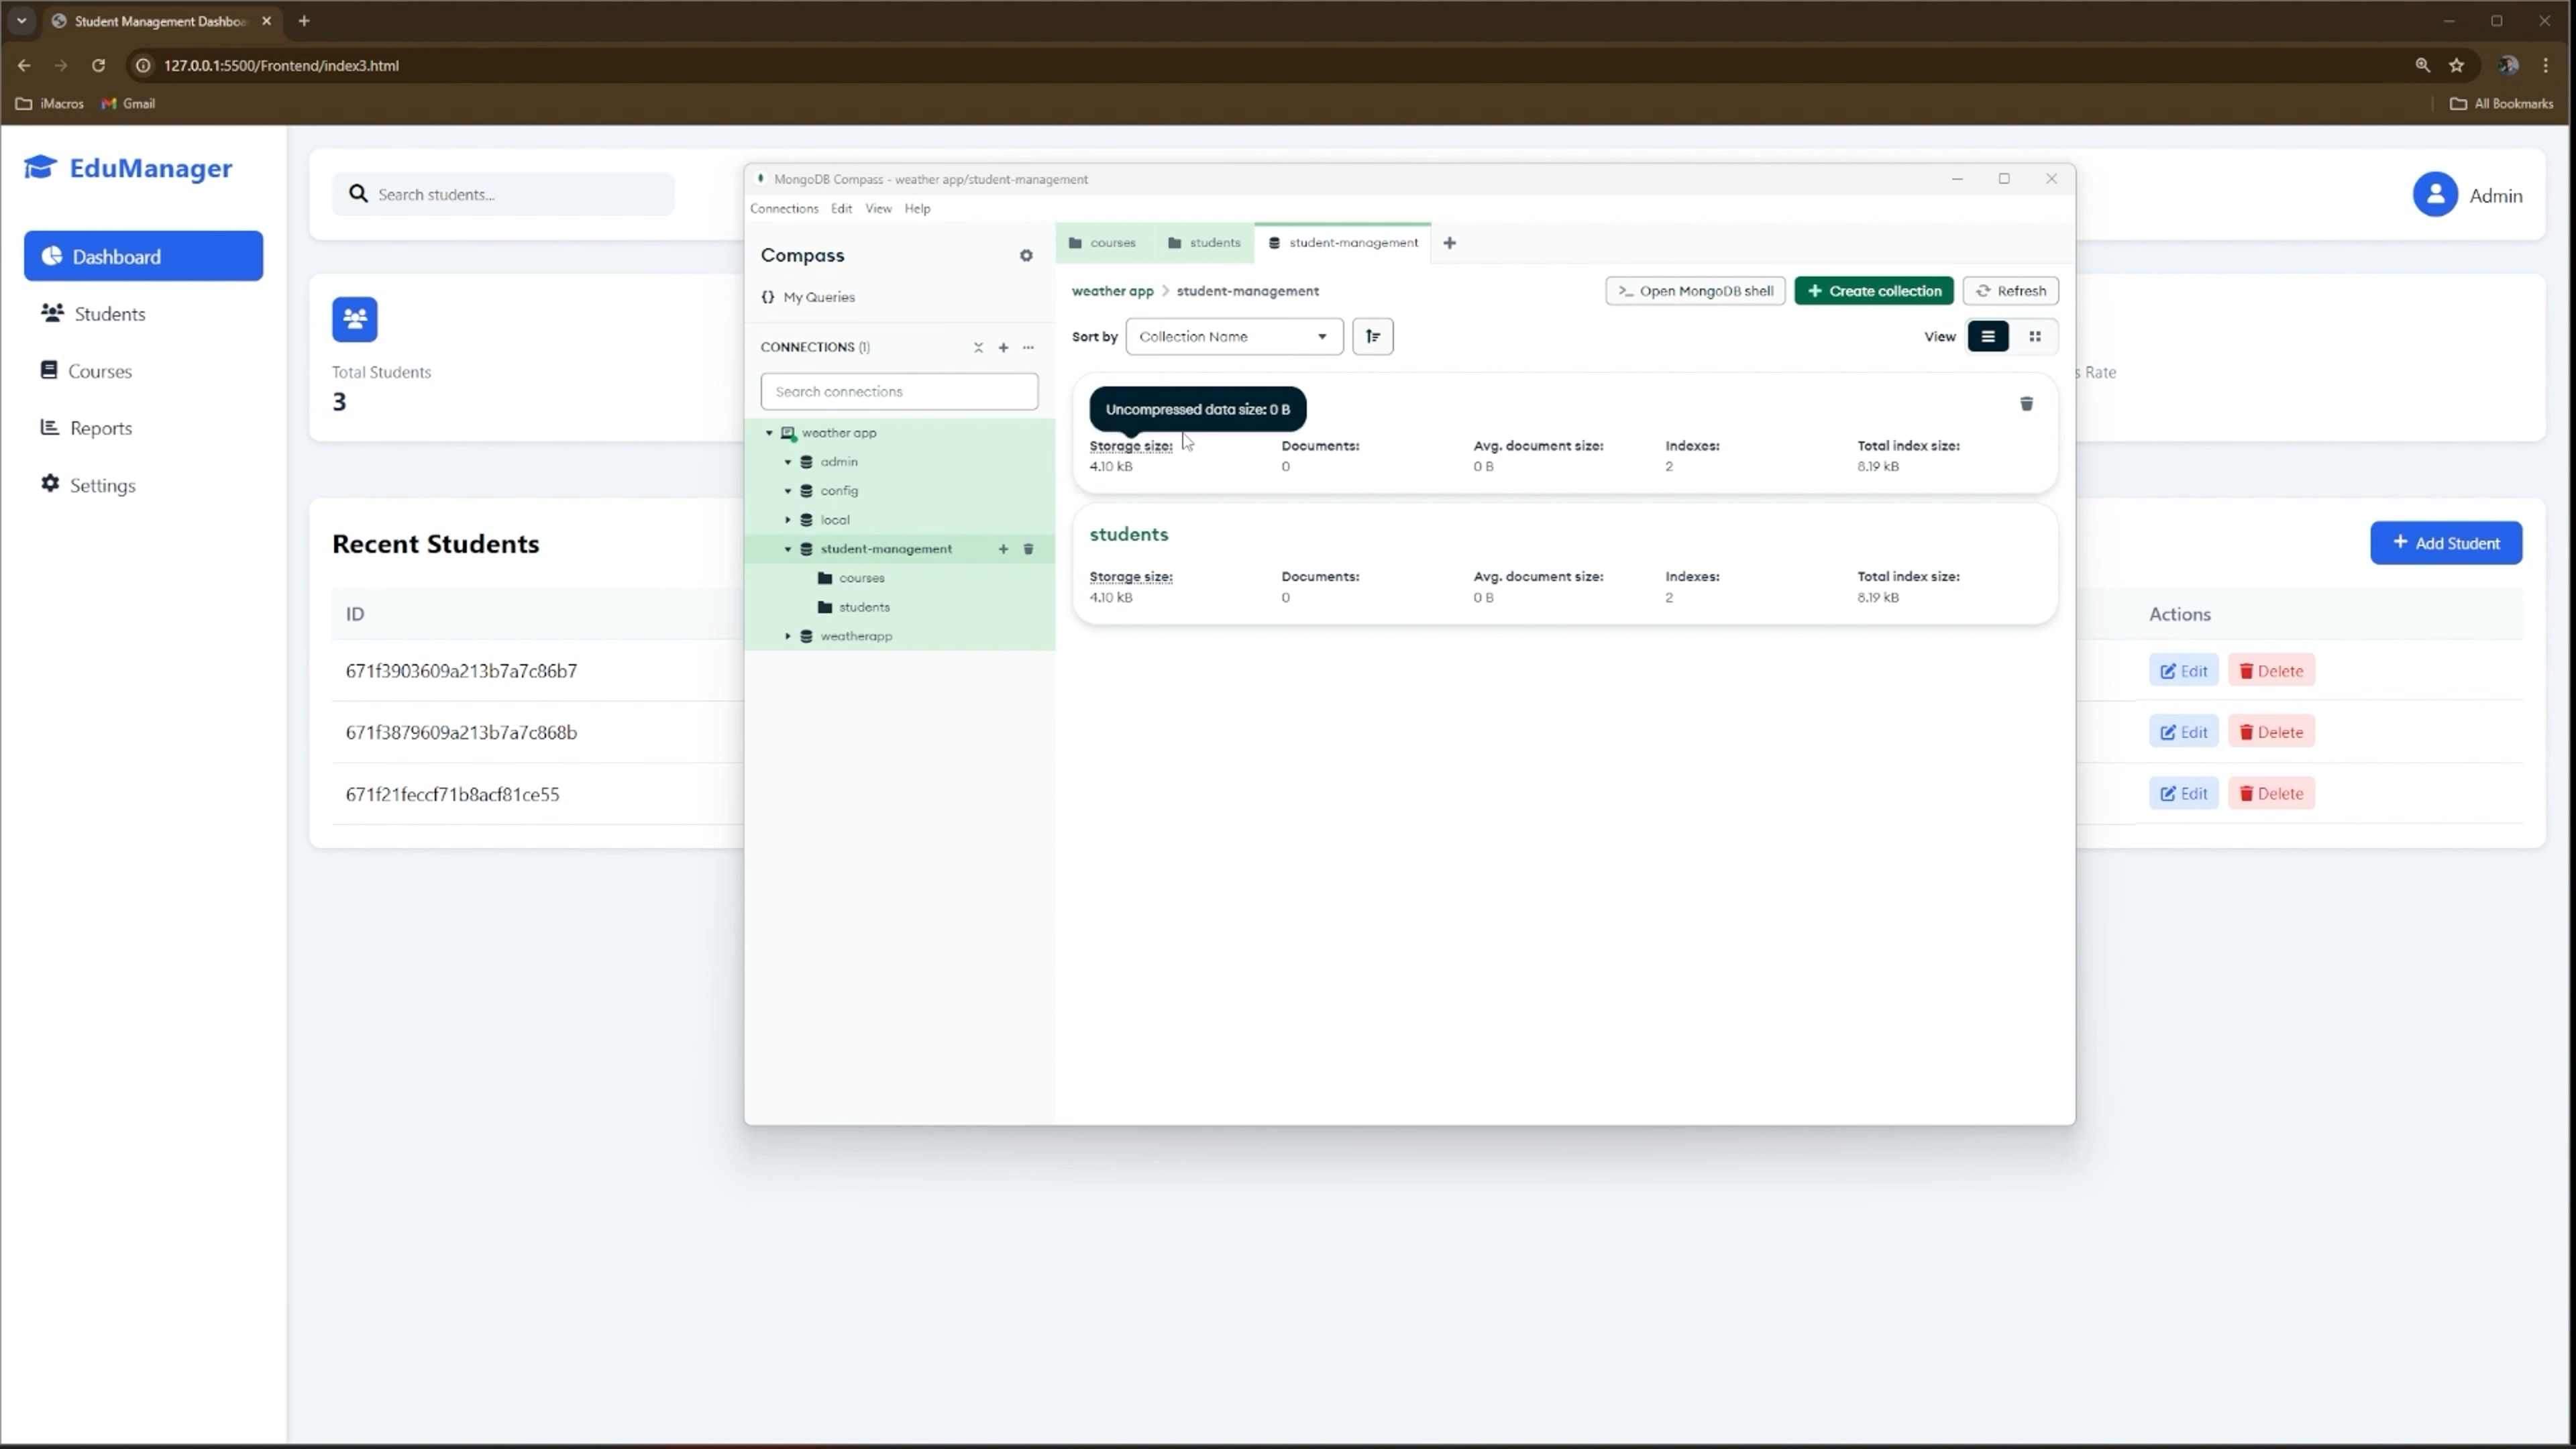 Student Management Dashboa
127.0.0.1:5500/Frontend/index3.html
iMacros
Gmail
All Bookmarks
EduManager
Dashboard
Students
Courses
Reports
Settings
Search students...
Admin
Total Students
3
s Rate
Recent Students
+ Add Student
ID
Actions
671f3903609a213b7a7c86b7
Edit
Delete
671f3879609a213b7a7c868b
Edit
Delete
671f21feccf71b8acf81ce55
Edit
Delete
MongoDB Compass - weather app/student-management
Connections Edit View Help
Compass
{} My Queries
CONNECTIONS (1)
Search connections
weather app
admin
config
local
student-management
courses
students
weatherapp
courses
students
student-management
weather app > student-management
>_ Open MongoDB shell
+ Create collection
Refresh
Sort by
Collection Name
View
Uncompressed data size: 0 B
Storage size: Documents: Avg. document size: Indexes: Total index size:
4.10 kB 0 0 B 2 8.19 kB
students
Storage size: Documents: Avg. document size: Indexes: Total index size:
4.10 kB 0 0 B 2 8.19 kB